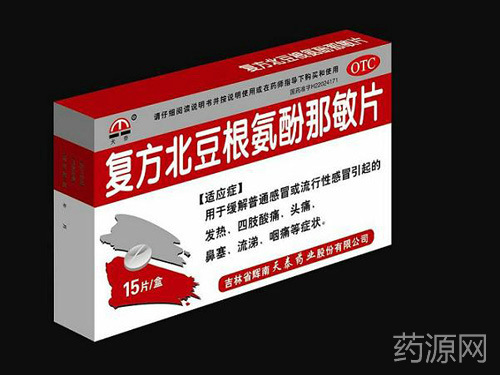 复方北豆根氨酚那敏片
OTC
请仔细阅读说明书并按说明使用或在药师指导下购买和使用
国药准字H22024171
天泰
复方北豆根氨酚那敏片
【适应症】
用于缓解普通感冒或流行性感冒引起的
发热、四肢酸痛、头痛、
鼻塞、流涕、咽痛等症状。
15片/盒
吉林省辉南天泰药业股份有限公司
药源网